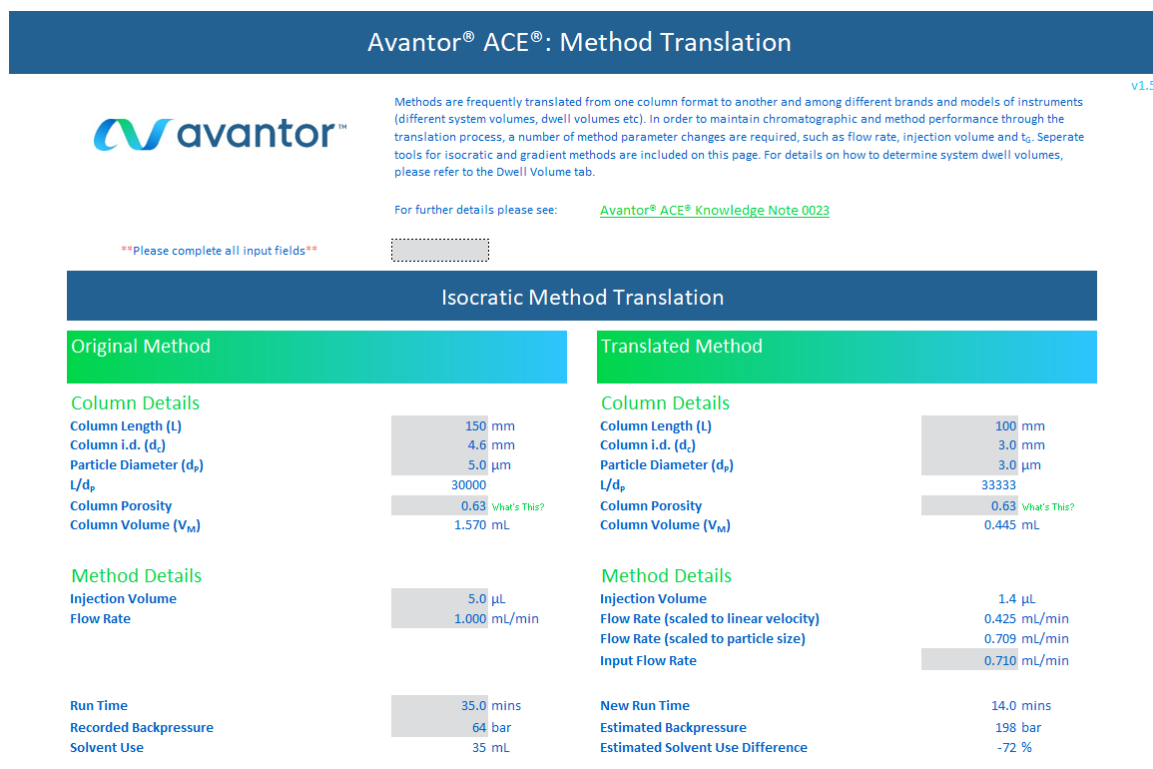 Avantor® ACE®: Method Translation
v1.5
avantor™
Methods are frequently translated from one column format to another and among different brands and models of instruments
(different system volumes, dwell volumes etc). In order to maintain chromatographic and method performance through the
translation process, a number of method parameter changes are required, such as flow rate, injection volume and tG. Seperate
tools for isocratic and gradient methods are included on this page. For details on how to determine system dwell volumes,
please refer to the Dwell Volume tab.
For further details please see: Avantor® ACE® Knowledge Note 0023
**Please complete all input fields**
Isocratic Method Translation
Original Method
Column Details
Column Length (L) 150 mm
Column i.d. (dc) 4.6 mm
Particle Diameter (dP) 5.0 µm
L/dP 30000
Column Porosity 0.63 What's This?
Column Volume (VM) 1.570 mL
Method Details
Injection Volume 5.0 µL
Flow Rate 1.000 mL/min
Run Time 35.0 mins
Recorded Backpressure 64 bar
Solvent Use 35 mL
Translated Method
Column Details
Column Length (L) 100 mm
Column i.d. (dc) 3.0 mm
Particle Diameter (dP) 3.0 µm
L/dP 33333
Column Porosity 0.63 What's This?
Column Volume (VM) 0.445 mL
Method Details
Injection Volume 1.4 µL
Flow Rate (scaled to linear velocity) 0.425 mL/min
Flow Rate (scaled to particle size) 0.709 mL/min
Input Flow Rate 0.710 mL/min
New Run Time 14.0 mins
Estimated Backpressure 198 bar
Estimated Solvent Use Difference -72 %